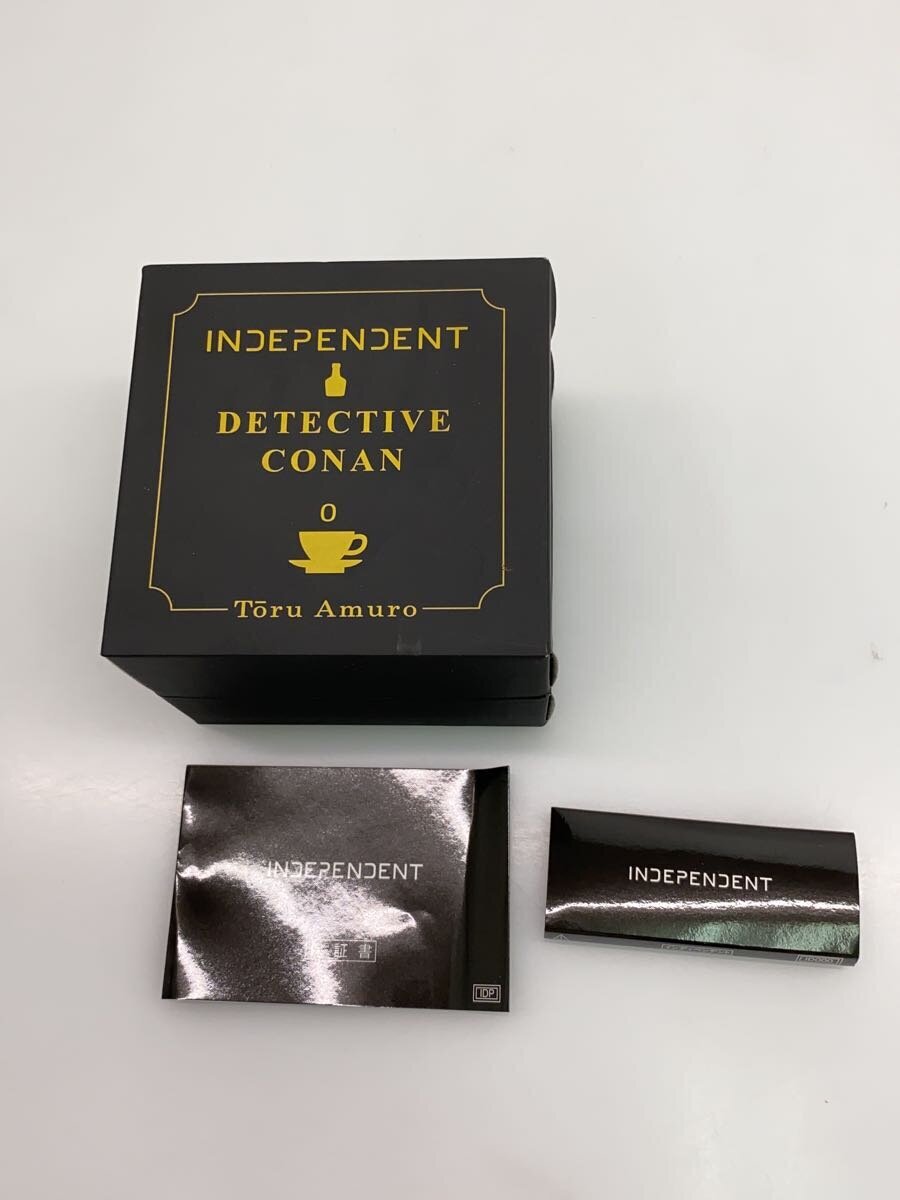 INDEPENDENT
DETECTIVE
CONAN
0
Tōru Amuro
INDEPENDENT
証書
IDP
INDEPENDENT